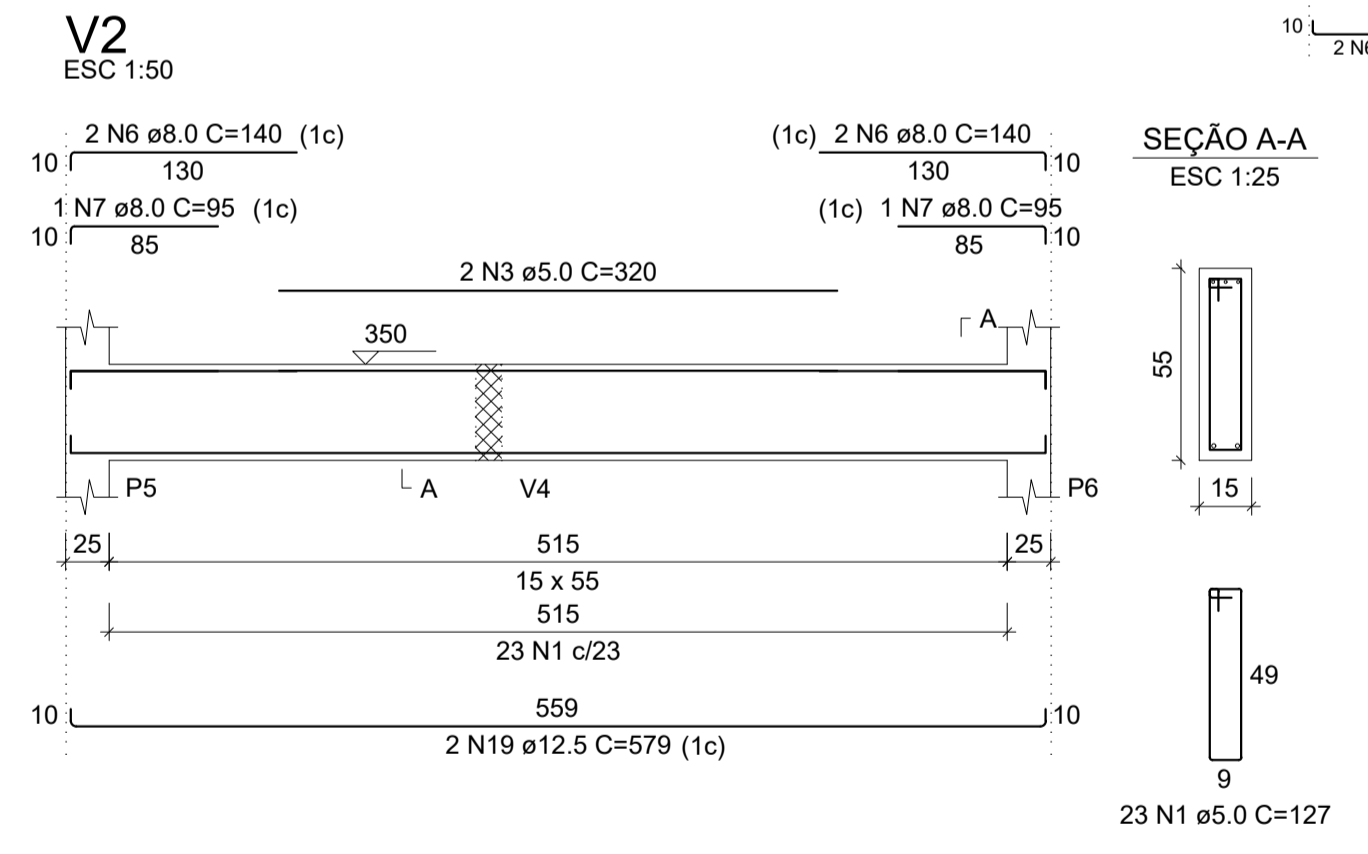 V2
ESC 1:50
10
2 N6
2 N6 ø8.0 C=140 (1c)
10
130
(1c) 2 N6 ø8.0 C=140
130
10
1 N7 ø8.0 C=95 (1c)
10
85
(1c) 1 N7 ø8.0 C=95
85
10
SEÇÃO A-A
ESC 1:25
2 N3 ø5.0 C=320
350
A
55
15
P5
A
V4
P6
25
515
25
15 x 55
515
23 N1 c/23
10
559
10
2 N19 ø12.5 C=579 (1c)
49
9
23 N1 ø5.0 C=127